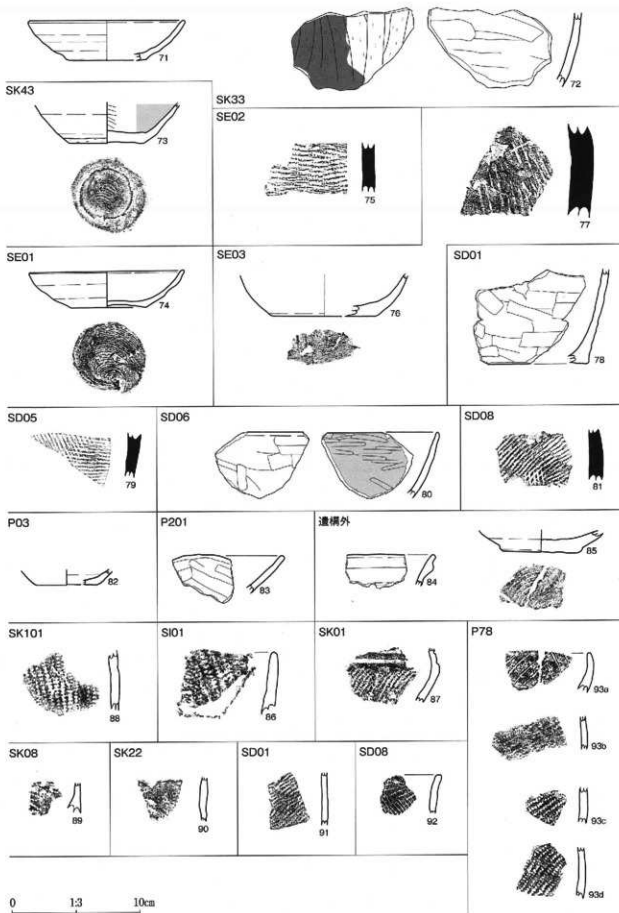 71
72
SK43
SK33
73
SE02
75
77
SE01
74
SE03
76
SD01
78
SD05
79
SD06
80
SD08
81
P03
82
P201
83
遺構外
84
85
SK101
88
SI01
86
SK01
87
P78
93a
93b
93c
93d
SK08
89
SK22
90
SD01
91
SD08
92
0 1:3 10cm